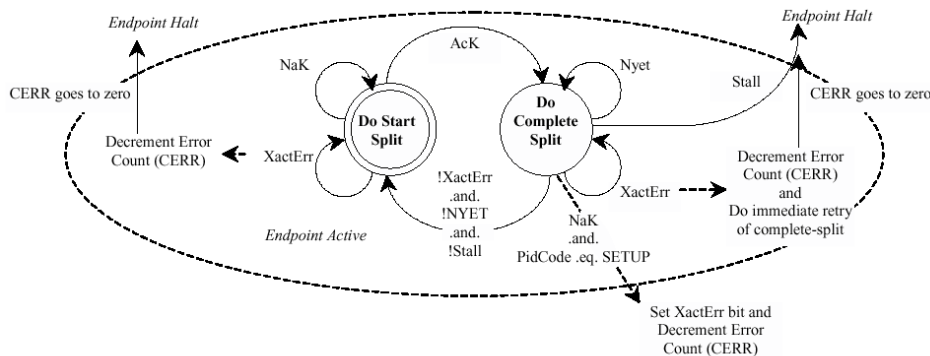 Endpoint Halt
Endpoint Halt
AcK
NaK
Nyet
Stall
CERR goes to zero
CERR goes to zero
Do Start
Split
Do
Complete
Split
Decrement Error
Count (CERR)
XactErr
XactErr
Decrement Error
Count (CERR)
and
Do immediate retry
of complete-split
!XactErr
.and.
!NYET
.and.
!Stall
Endpoint Active
NaK
.and.
PidCode .eq. SETUP
Set XactErr bit and
Decrement Error
Count (CERR)